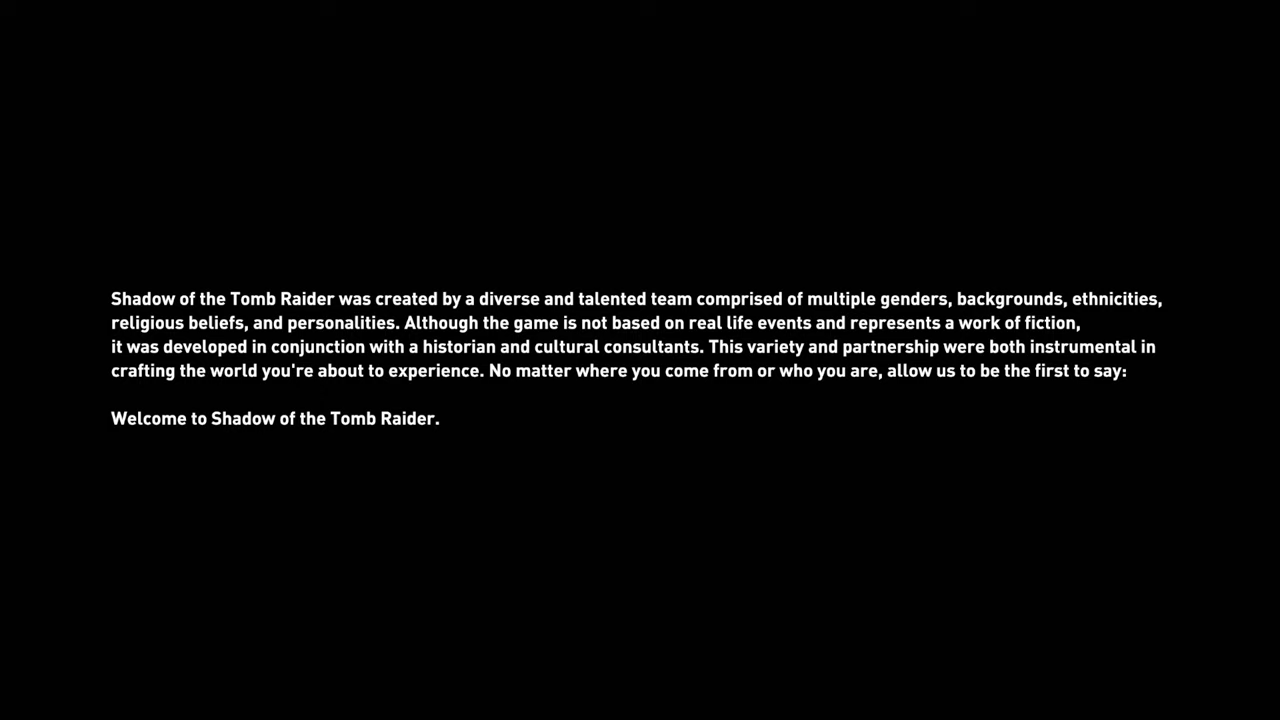 Shadow of the Tomb Raider was created by a diverse and talented team comprised of multiple genders, backgrounds, ethnicities,
religious beliefs, and personalities. Although the game is not based on real life events and represents a work of fiction,
it was developed in conjunction with a historian and cultural consultants. This variety and partnership were both instrumental in
crafting the world you're about to experience. No matter where you come from or who you are, allow us to be the first to say:
Welcome to Shadow of the Tomb Raider.